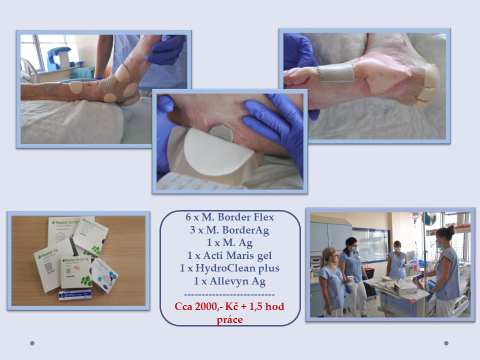 6 x M. Border Flex
3 x M. BorderAg
1 x M. Ag
1 x Acti Maris gel
1 x HydroClean plus
1 x Allevyn Ag
-------------------------
Cca 2000,- Kč + 1,5 hod
práce